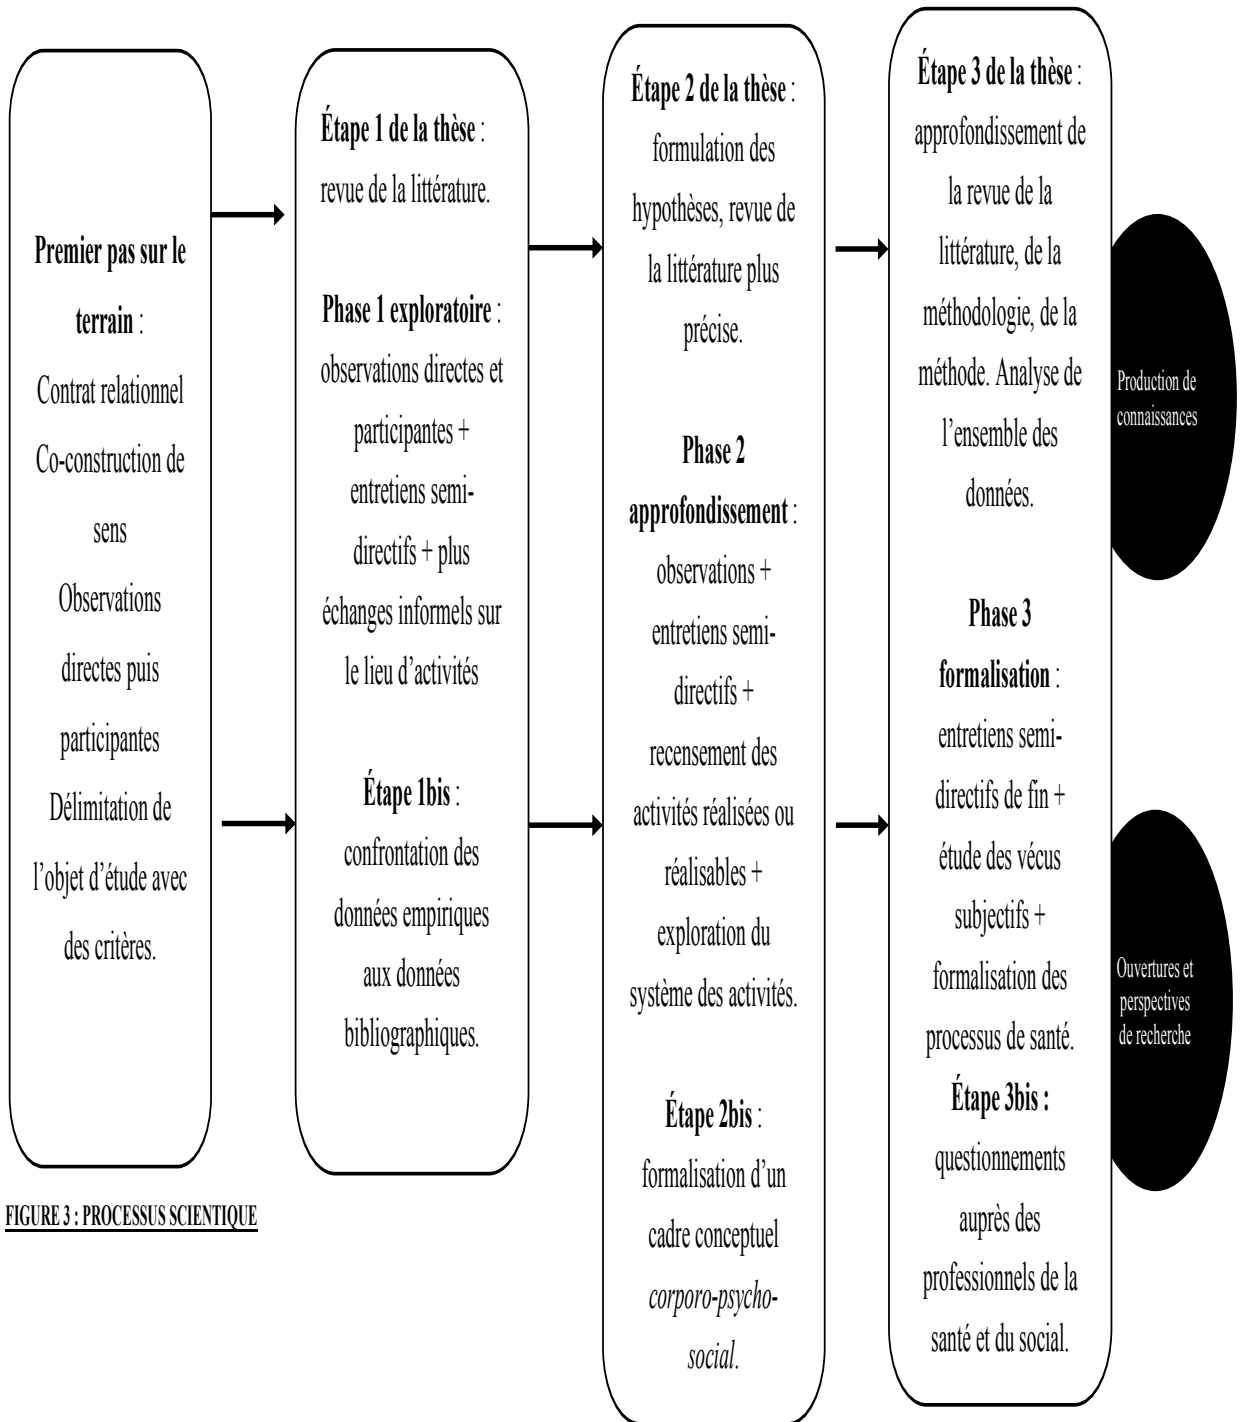 Premier pas sur le
terrain :
Contrat relationnel
Co-construction de
sens
Observations
directes puis
participantes
Délimitation de
l’objet d’étude avec
des critères.
Étape 1 de la thèse :
revue de la littérature.
Phase 1 exploratoire :
observations directes et
participantes +
entretiens semi-
directifs + plus
échanges informels sur
le lieu d’activités
Étape 1bis :
confrontation des
données empiriques
aux données
bibliographiques.
Étape 2 de la thèse :
formulation des
hypothèses, revue de
la littérature plus
précise.
Phase 2
approfondissement :
observations +
entretiens semi-
directifs +
recensement des
activités réalisées ou
réalisables +
exploration du
système des activités.
Étape 2bis :
formalisation d’un
cadre conceptuel
corporo-psycho-
social.
Étape 3 de la thèse :
approfondissement de
la revue de la
littérature, de la
méthodologie, de la
méthode. Analyse de
l’ensemble des
données.
Phase 3
formalisation :
entretiens semi-
directifs de fin +
étude des vécus
subjectifs +
formalisation des
processus de santé.
Étape 3bis :
questionnements
auprès des
professionnels de la
santé et du social.
Production de
connaissances
Ouvertures et
perspectives
de recherche
FIGURE 3 : PROCESSUS SCIENTIQUE